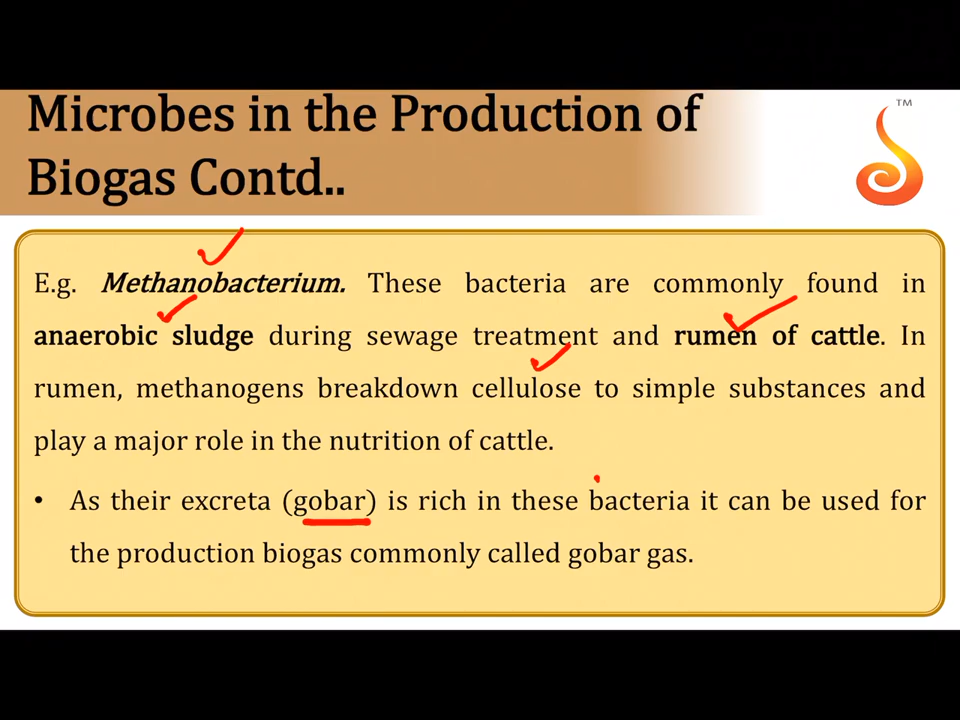 Microbes in the Production of
Biogas Contd..
TM
E.g. Methanobacterium. These bacteria are commonly found in
anaerobic sludge during sewage treatment and rumen of cattle. In
rumen, methanogens breakdown cellulose to simple substances and
play a major role in the nutrition of cattle.
• As their excreta (gobar) is rich in these bacteria it can be used for
the production biogas commonly called gobar gas.